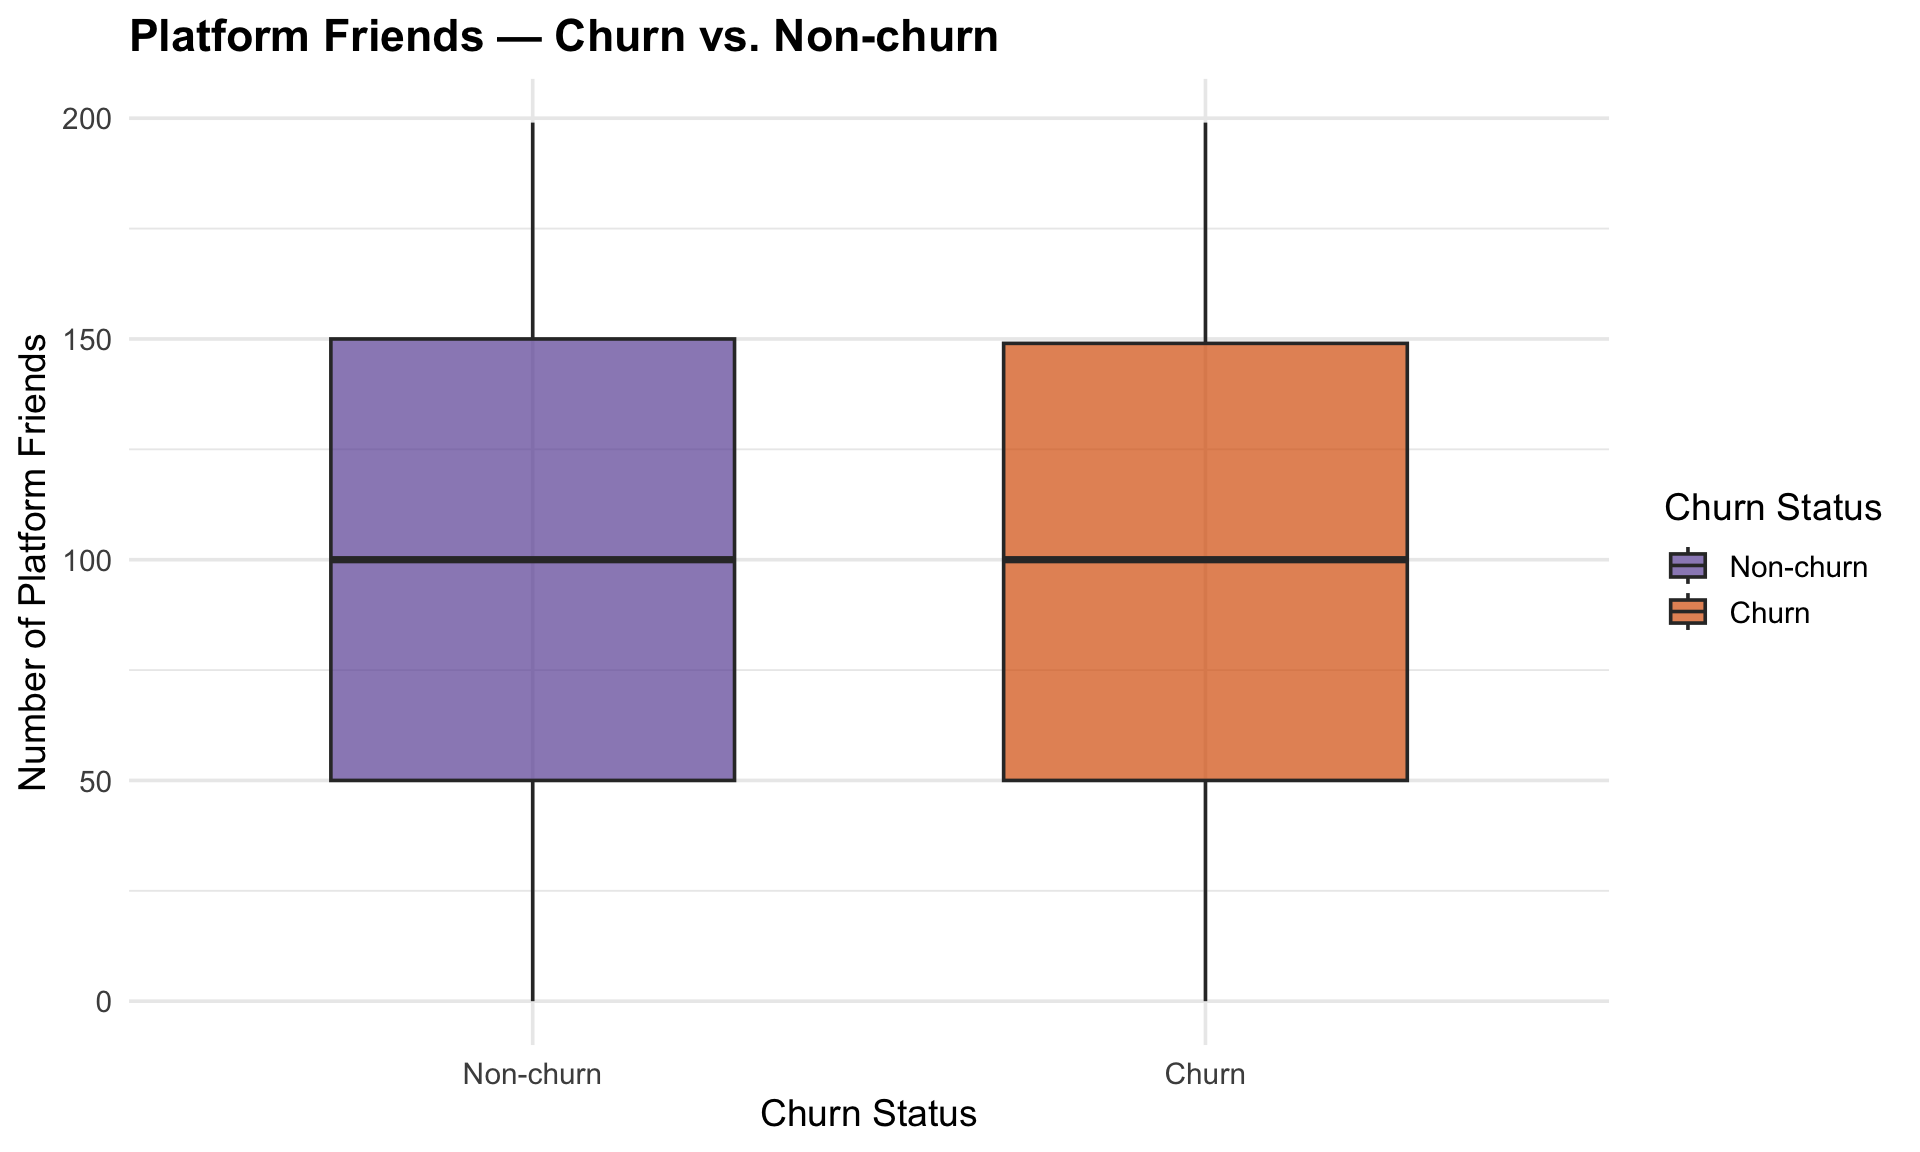 Platform Friends — Churn vs. Non-churn
Number of Platform Friends
200
150
100
50
0
Non-churn
Churn
Churn Status
Churn Status
Non-churn
Churn